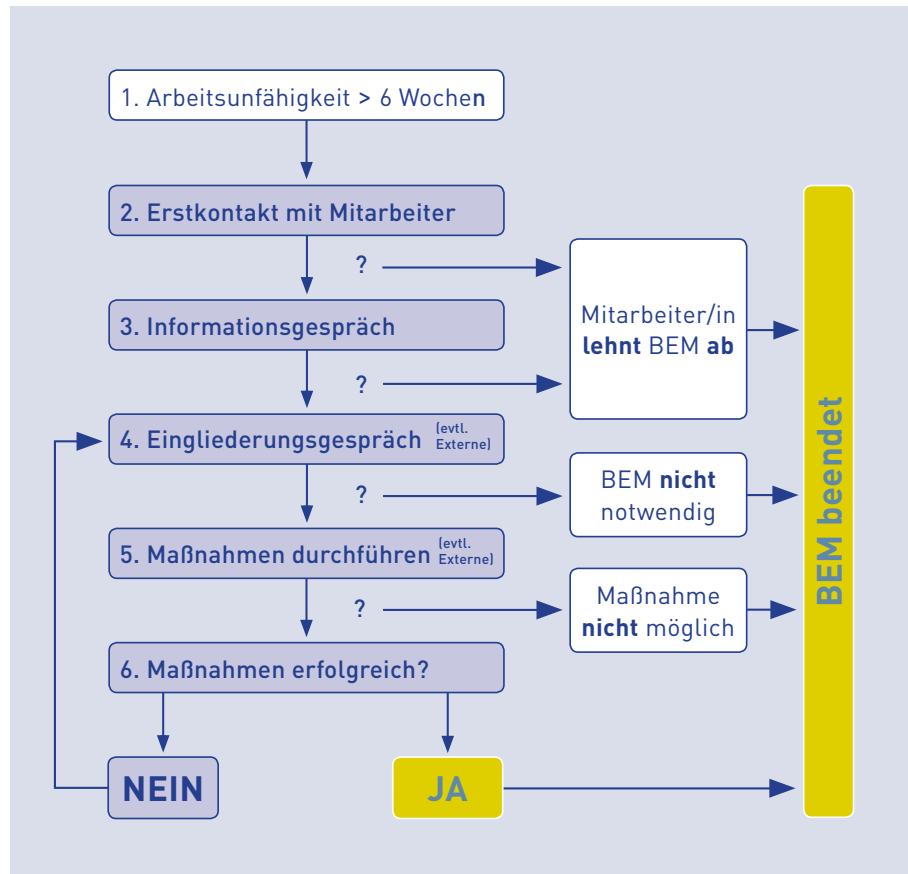 1. Arbeitsunfähigkeit > 6 Wochen
2. Erstkontakt mit Mitarbeiter
?
Mitarbeiter/in
lehnt BEM ab
3. Informationsgespräch
?
4. Eingliederungsgespräch (evtl.
Externe)
?
BEM nicht
notwendig
5. Maßnahmen durchführen (evtl.
Externe)
?
Maßnahme
nicht möglich
6. Maßnahmen erfolgreich?
NEIN
JA
BEM beendet